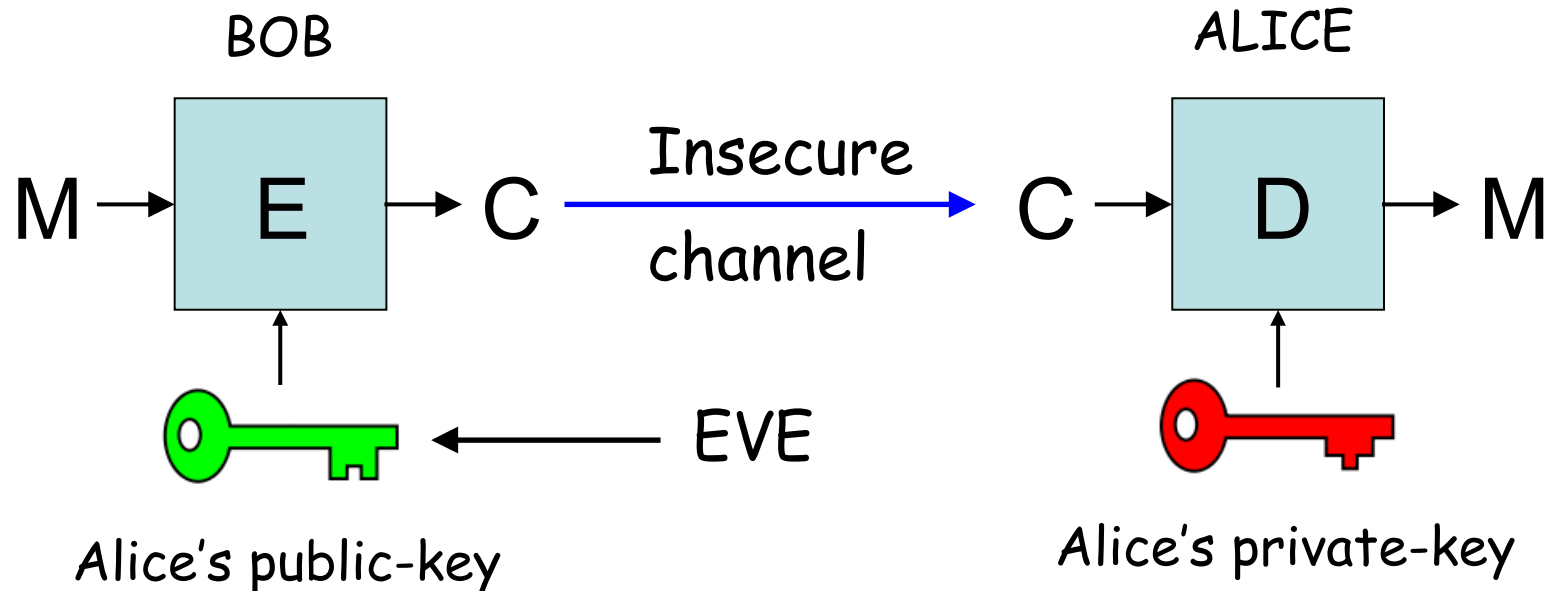 BOB
ALICE
M
E
C
Insecure
channel
C
D
M
EVE
Alice's public-key
Alice's private-key